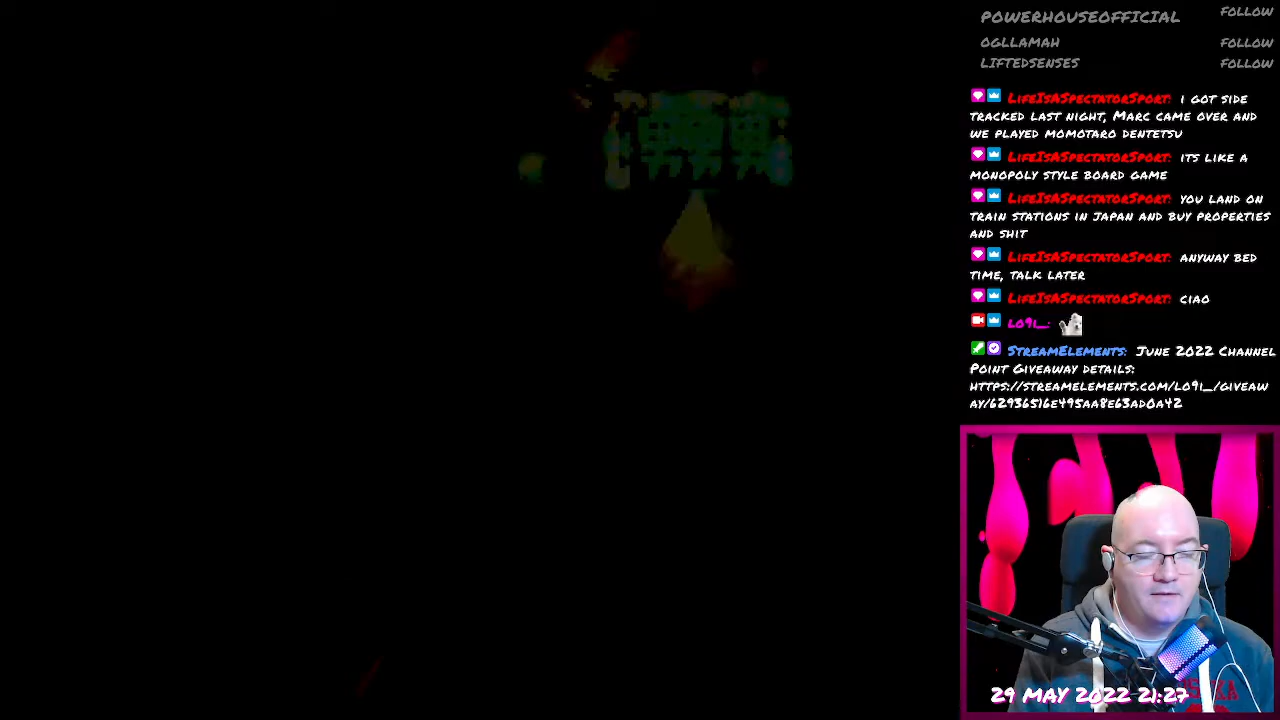 POWERHOUSEOFFICIAL FOLLOW
OGLLAMAH FOLLOW
LIFTEDSENSES FOLLOW
LifeIsASpectatorSport: i got side
tracked last night, Marc came over and
we played momotaro dentetsu
LifeIsASpectatorSport: its like a
monopoly style board game
LifeIsASpectatorSport: you land on
train stations in japan and buy properties
and shit
LifeIsASpectatorSport: anyway bed
time, talk later
LifeIsASpectatorSport: ciao
lo9i_:
StreamElements: June 2022 Channel
Point Giveaway details:
https://streamelements.com/lo9i_/giveaw
ay/62936516e495aa8e63ad0a42
29 MAY 2022 21:27